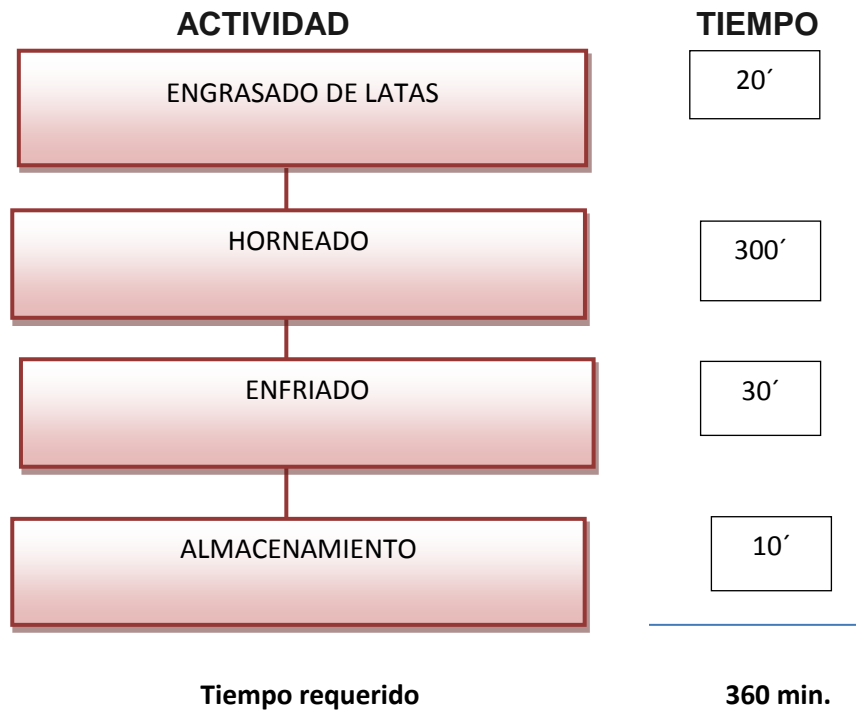 ACTIVIDAD TIEMPO
ENGRASADO DE LATAS 20´
HORNEADO 300´
ENFRIADO 30´
ALMACENAMIENTO 10´
Tiempo requerido 360 min.